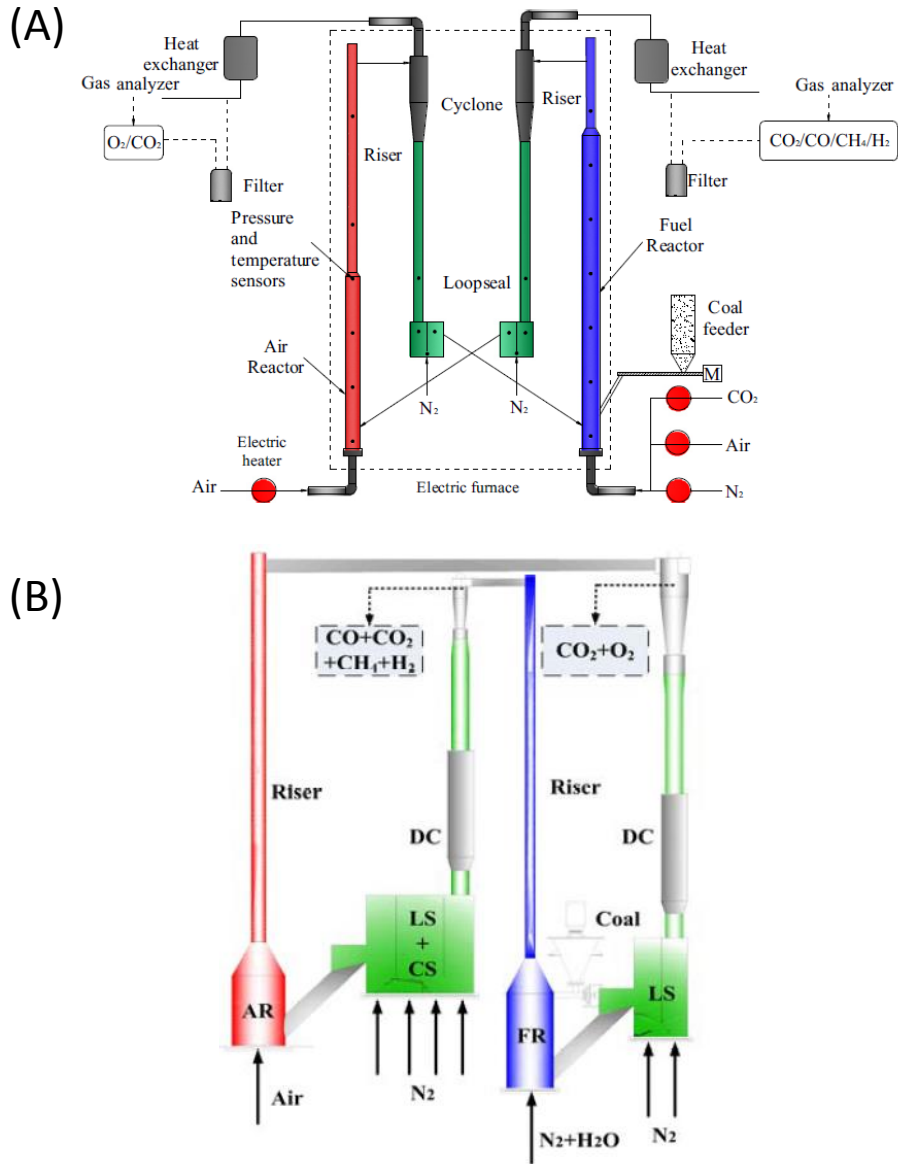 (A)
Heat
exchanger
Gas analyzer
O₂/CO₂
Filter
Riser
Cyclone
Riser
Heat
exchanger
Gas analyzer
CO₂/CO/CH₄/H₂
Filter
Pressure
and
temperature
sensors
Loopseal
Fuel
Reactor
Coal
feeder
Air
Reactor
M
N₂
N₂
CO₂
Electric
heater
Air
Air
Electric furnace
N₂
(B)
CO+CO₂
+CH₄+H₂
CO₂+O₂
Riser
Riser
DC
DC
LS
+
CS
Coal
AR
FR
LS
Air
N₂
N₂+H₂O
N₂